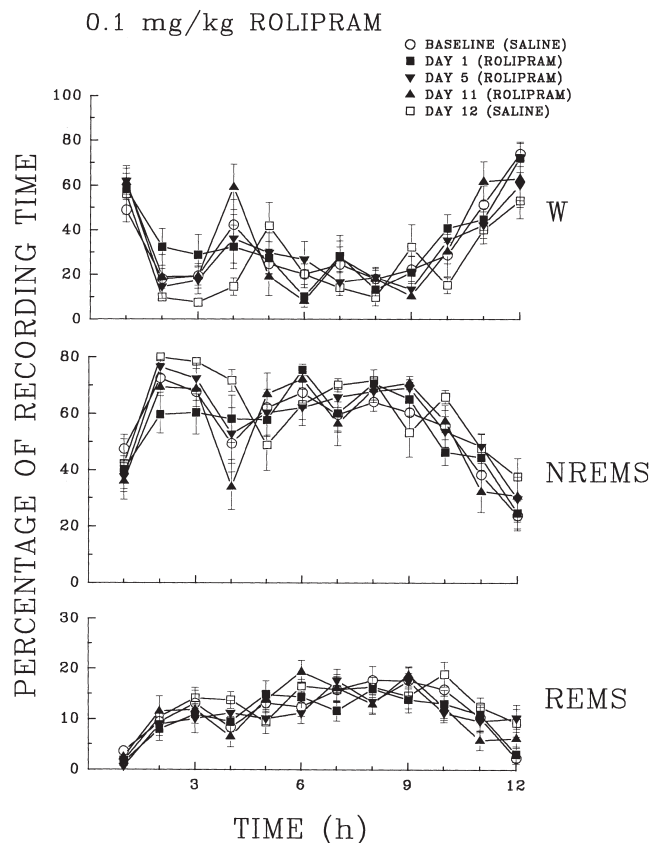 0.1 mg/kg ROLIPRAM
BASELINE (SALINE)
DAY 1 (ROLIPRAM)
DAY 5 (ROLIPRAM)
DAY 11 (ROLIPRAM)
DAY 12 (SALINE)
PERCENTAGE OF RECORDING TIME
100
80
60
40
20
0
W
80
60
40
20
0
NREMS
30
20
10
0
REMS
3
6
9
12
TIME (h)